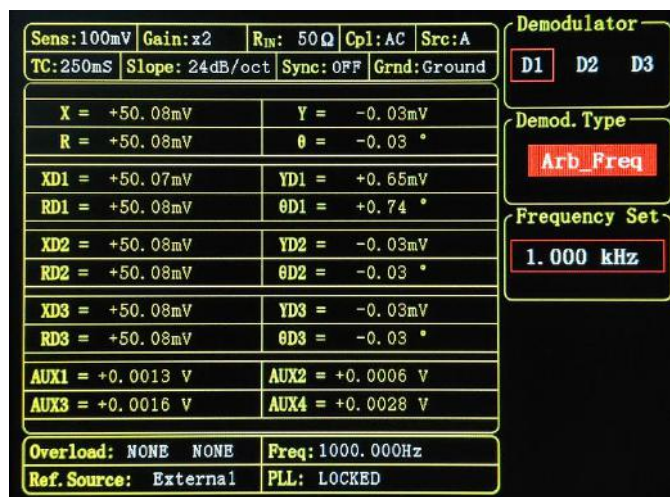 Sens:100mV Gain:x2 RIN: 50Ω Cpl:AC Src:A
TC:250mS Slope: 24dB/oct Sync: OFF Grnd:Ground
X = +50.08mV Y = -0.03mV
R = +50.08mV θ = -0.03 °
XD1 = +50.07mV YD1 = +0.65mV
RD1 = +50.08mV θD1 = +0.74 °
XD2 = +50.08mV YD2 = -0.03mV
RD2 = +50.08mV θD2 = -0.03 °
XD3 = +50.08mV YD3 = -0.03mV
RD3 = +50.08mV θD3 = -0.03 °
AUX1 = +0.0013 V AUX2 = +0.0006 V
AUX3 = +0.0016 V AUX4 = +0.0028 V
Overload: NONE NONE Freq:1000.000Hz
Ref.Source: External PLL: LOCKED
Demodulator
D1 D2 D3
Demod.Type
Arb_Freq
Frequency Set
1.000 kHz